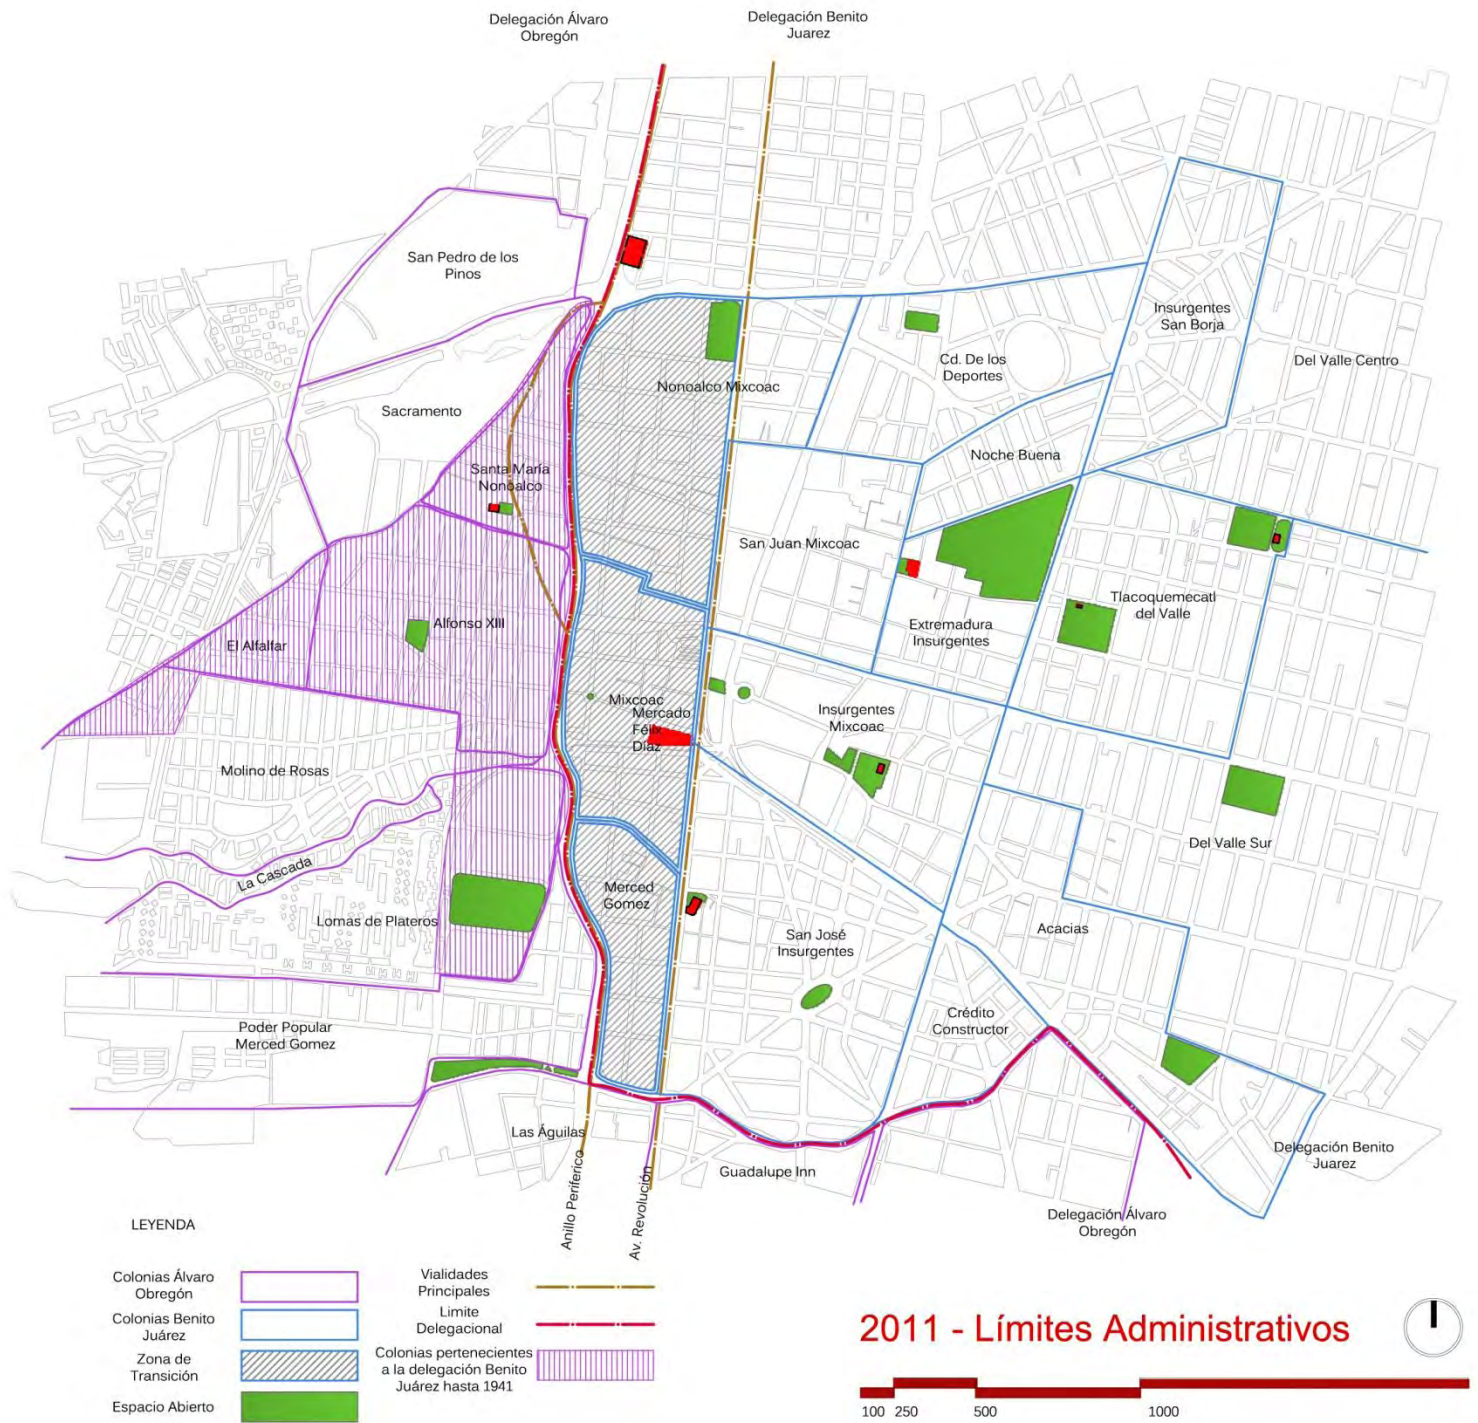 Delegación Álvaro
Obregón
Delegación Benito
Juarez
San Pedro de los
Pinos
Insurgentes
San Borja
Cd. De los
Deportes
Del Valle Centro
Nonoalco Mixcoac
Sacramento
Noche Buena
Santa María
Nonoalco
San Juan Mixcoac
Tlacoquemecatl
del Valle
Alfonso XIII
Extremadura
Insurgentes
El Alfalfar
Mixcoac
Mercado
Félix
Díaz
Insurgentes
Mixcoac
Molino de Rosas
Del Valle Sur
La Cascada
Merced
Gomez
Lomas de Plateros
San José
Insurgentes
Acacias
Crédito
Constructor
Poder Popular
Merced Gomez
Las Águilas
Guadalupe Inn
Delegación Benito
Juarez
Anillo Periferico
Av. Revolución
Delegación Álvaro
Obregón
LEYENDA
Colonias Álvaro
Obregón
Colonias Benito
Juárez
Zona de
Transición
Espacio Abierto
Vialidades
Principales
Limite
Delegacional
Colonias pertenecientes
a la delegación Benito
Juárez hasta 1941
2011 - Límites Administrativos
100 250 500 1000